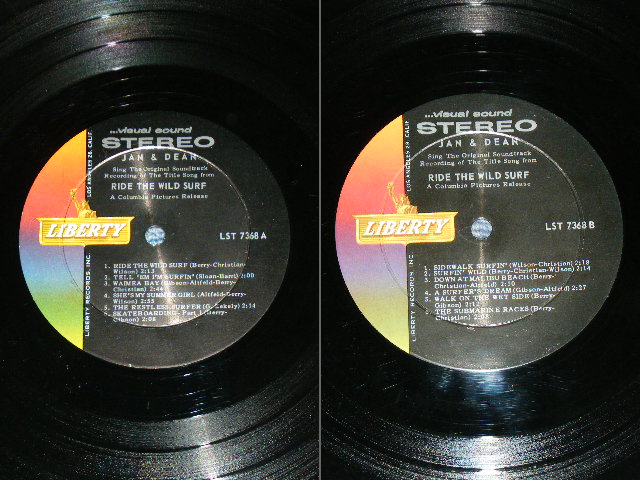 ...visual sound
STEREO
JAN & DEAN
Sing The Original Soundtrack
Recording of The Title Song from
RIDE THE WILD SURF
A Columbia Pictures Release
LIBERTY
LST 7368 A
1. RIDE THE WILD SURF (Berry-Christian-
Wilson) 2:13
2. TELL 'EM I'M SURFIN' (Sloan-Barri) 2:00
3. WAIMEA BAY (Gibson-Altfeld-Berry-
Christian) 2:44
4. SHE'S MY SUMMER GIRL (Altfeld-Berry-
Wilson) 2:35
5. THE RESTLESS SURFER 2:14
6. SKATEBOARDING - Part 1 (Berry-
Gibson) 2:08
LIBERTY RECORDS, INC.
LOS ANGELES 28, CALIF.
...visual sound
STEREO
JAN & DEAN
Sing The Original Soundtrack
Recording of The Title Song from
RIDE THE WILD SURF
A Columbia Pictures Release
LIBERTY
LST 7368 B
1. SIDEWALK SURFIN' (Wilson-Christian) 2:18
2. SURFIN' WILD (Berry-Christian-Wilson) 2:14
3. DOWN AT MALIBU BEACH (Berry-
Christian-Altfeld) 2:10
4. A SURFER'S DREAM (Gibson-Altfeld) 2:27
5. WALK ON THE WET SIDE (Berry-
Gibson) 2:12
6. THE SUBMARINE RACES (Berry-
Christian) 2:08
LIBERTY RECORDS, INC.
LOS ANGELES 28, CALIF.